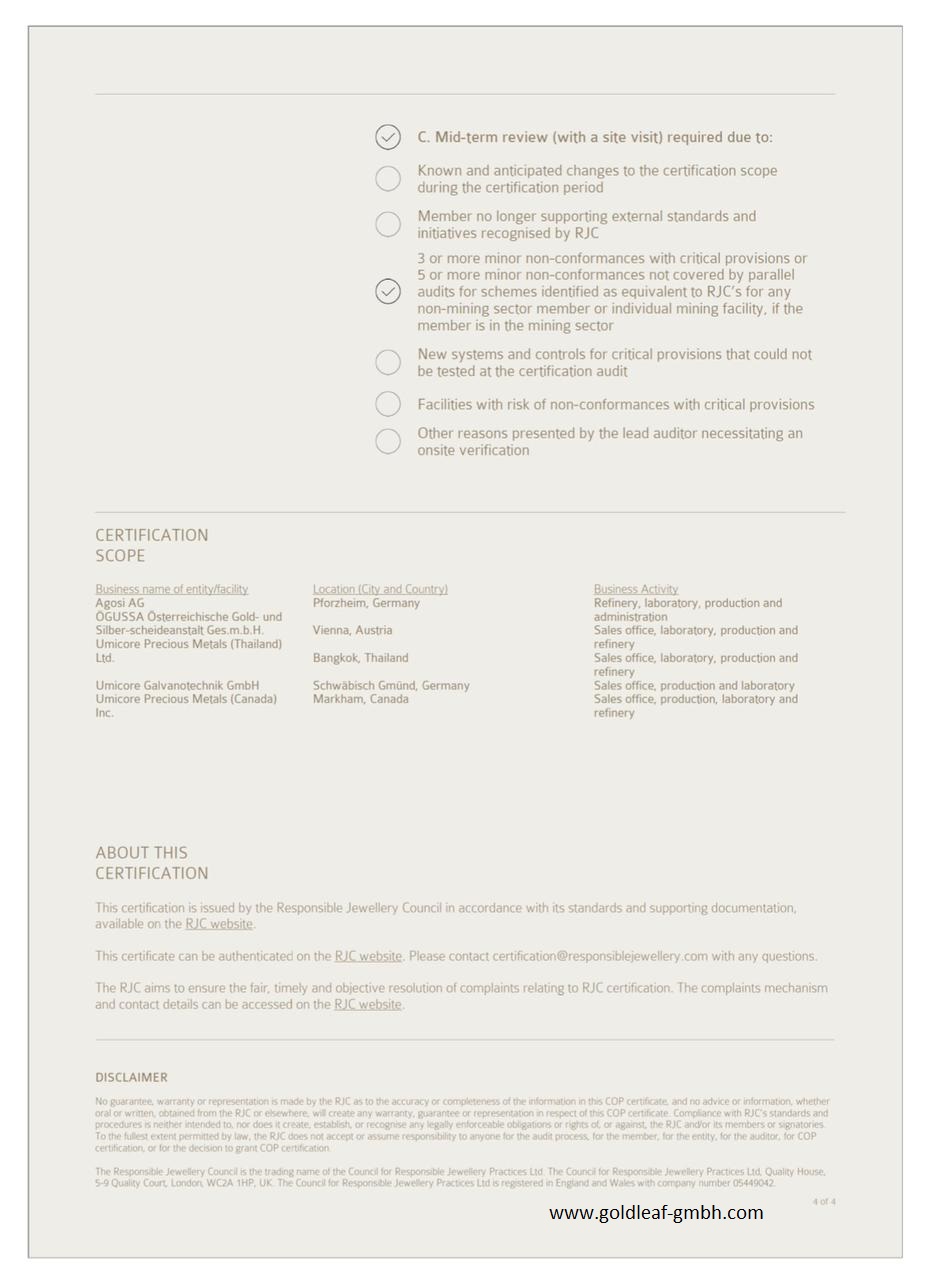 C. Mid-term review (with a site visit) required due to:
Known and anticipated changes to the certification scope
during the certification period
Member no longer supporting external standards and
initiatives recognised by RJC
3 or more minor non-conformances with critical provisions or
5 or more minor non-conformances not covered by parallel
audits for schemes identified as equivalent to RJC's for any
non-mining sector member or individual mining facility, if the
member is in the mining sector
New systems and controls for critical provisions that could not
be tested at the certification audit
Facilities with risk of non-conformances with critical provisions
Other reasons presented by the lead auditor necessitating an
onsite verification
CERTIFICATION
SCOPE
Business name of entity/facility Location (City and Country) Business Activity
Agosi AG Pforzheim, Germany Refinery, laboratory, production and
ÖGUSSA Österreichische Gold- und administration
Silber-scheideanstalt Ges.m.b.H. Vienna, Austria Sales office, laboratory, production and
Umicore Precious Metals (Thailand) refinery
Ltd. Bangkok, Thailand Sales office, laboratory, production and
refinery
Umicore Galvanotechnik GmbH Schwäbisch Gmünd, Germany Sales office, production and laboratory
Umicore Precious Metals (Canada) Markham, Canada Sales office, production, laboratory and
Inc. refinery
ABOUT THIS
CERTIFICATION
This certification is issued by the Responsible Jewellery Council in accordance with its standards and supporting documentation,
available on the RJC website.
This certificate can be authenticated on the RJC website. Please contact certification@responsiblejewellery.com with any questions.
The RJC aims to ensure the fair, timely and objective resolution of complaints relating to RJC certification. The complaints mechanism
and contact details can be accessed on the RJC website.
DISCLAIMER
No guarantee, warranty or representation is made by the RJC as to the accuracy or completeness of the information in this COP certificate, and no advice or information, whether
oral or written, obtained from the RJC or elsewhere, will create any warranty, guarantee or representation in respect of this COP certificate. Compliance with RJC's standards and
procedures is neither intended to, nor does it create, establish, or recognise any legally enforceable obligations or rights of, or against, the RJC and/or its members or signatories.
To the fullest extent permitted by law, the RJC does not accept or assume responsibility to anyone for the audit process, for the member, for the entity, for the auditor, for COP
certification, or for the decision to grant COP certification.
The Responsible Jewellery Council is the trading name of the Council for Responsible Jewellery Practices Ltd. The Council for Responsible Jewellery Practices Ltd, Quality House,
5-9 Quality Court, London, WC2A 1HP, UK. The Council for Responsible Jewellery Practices Ltd is registered in England and Wales with company number 05449042.
4 of 4
www.goldleaf-gmbh.com